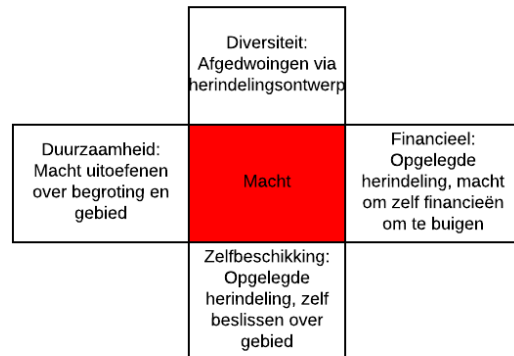 Diversiteit:
Afgedwoingen via
herindelingsontwerp
Duurzaamheid:
Macht uitoefenen
over begroting en
gebied
Macht
Financieel:
Opgelegde
herindeling, macht
om zelf financieën
om te buigen
Zelfbeschikking:
Opgelegde
herindeling, zelf
beslissen over
gebied